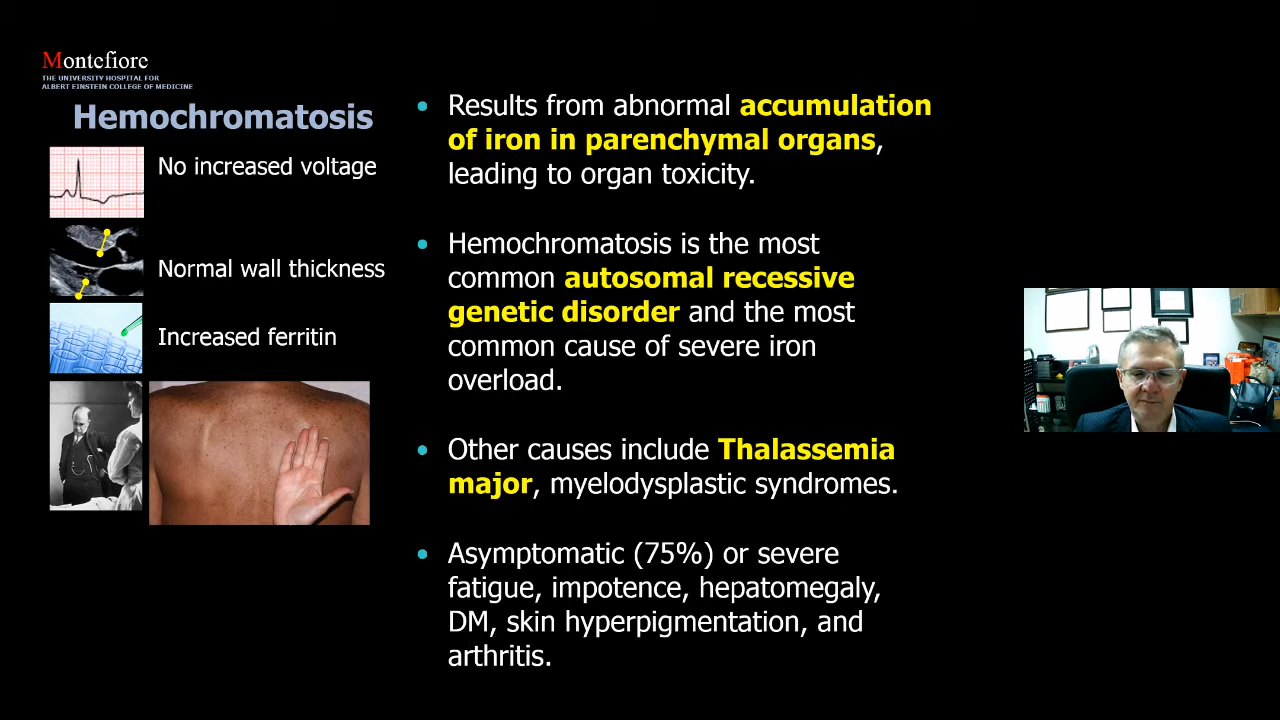 Montefiore
THE UNIVERSITY HOSPITAL FOR
ALBERT EINSTEIN COLLEGE OF MEDICINE
Hemochromatosis
No increased voltage
Normal wall thickness
Increased ferritin
• Results from abnormal accumulation
of iron in parenchymal organs,
leading to organ toxicity.
• Hemochromatosis is the most
common autosomal recessive
genetic disorder and the most
common cause of severe iron
overload.
• Other causes include Thalassemia
major, myelodysplastic syndromes.
• Asymptomatic (75%) or severe
fatigue, impotence, hepatomegaly,
DM, skin hyperpigmentation, and
arthritis.